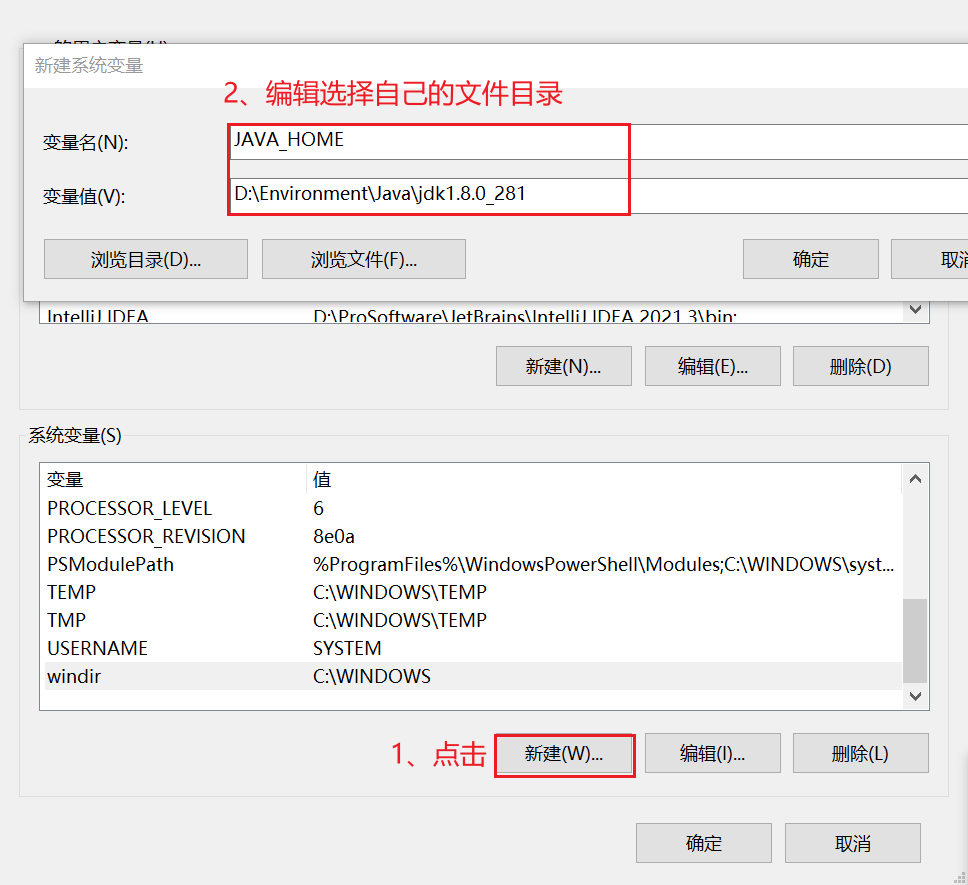 的用户变量(U)
新建系统变量
2、编辑选择自己的文件目录
变量名(N):
JAVA_HOME
变量值(V):
D:\Environment\Java\jdk1.8.0_281
浏览目录(D)...
浏览文件(F)...
确定
取消
IntelliJ IDEA
D:\ProSoftware\JetBrains\IntelliJ IDEA 2021.3\bin;
新建(N)...
编辑(E)...
删除(D)
系统变量(S)
变量
值
PROCESSOR_LEVEL
6
PROCESSOR_REVISION
8e0a
PSModulePath
%ProgramFiles%\WindowsPowerShell\Modules;C:\WINDOWS\syst...
TEMP
C:\WINDOWS\TEMP
TMP
C:\WINDOWS\TEMP
USERNAME
SYSTEM
windir
C:\WINDOWS
1、点击
新建(W)...
编辑(I)...
删除(L)
确定
取消